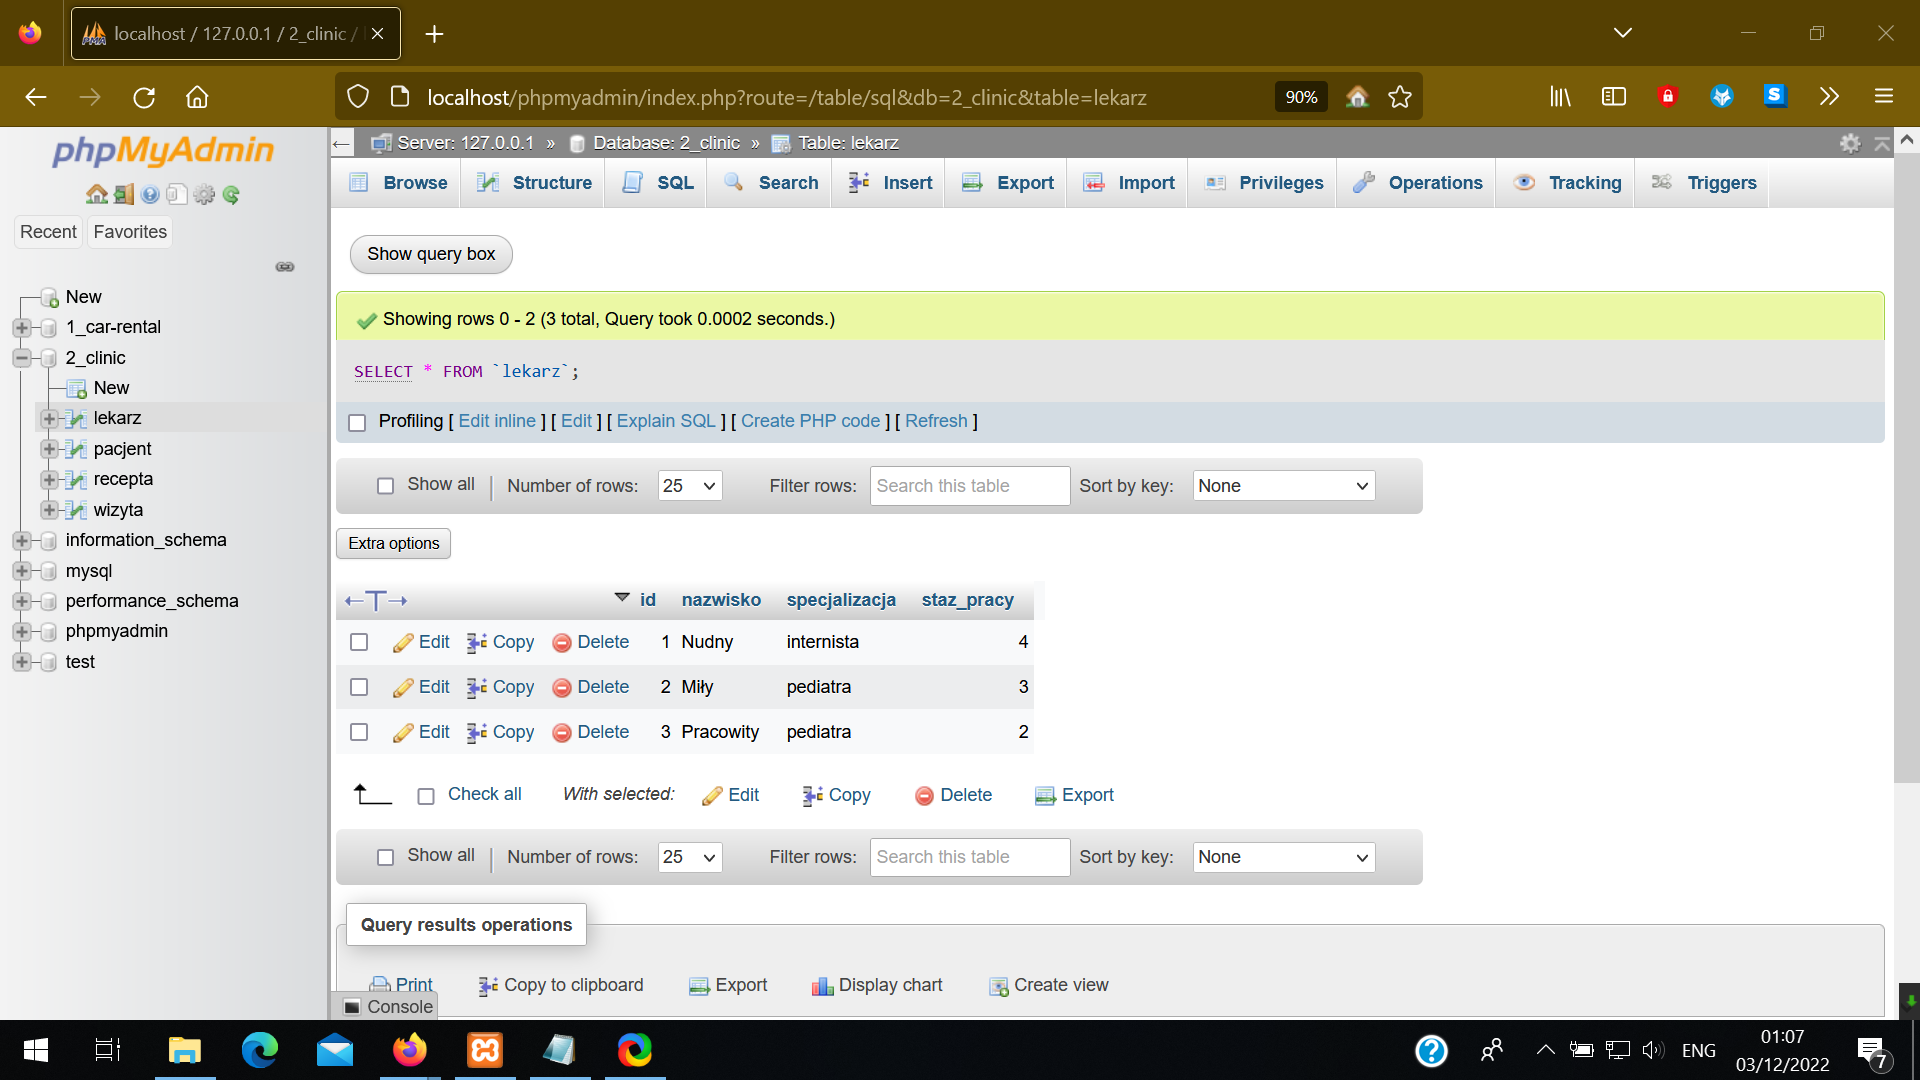 localhost / 127.0.0.1 / 2_clinic /
localhost/phpmyadmin/index.php?route=/table/sql&db=2_clinic&table=lekarz
90%
phpMyAdmin
Recent
Favorites
New
1_car-rental
2_clinic
New
lekarz
pacjent
recepta
wizyta
information_schema
mysql
performance_schema
phpmyadmin
test
Server: 127.0.0.1 » Database: 2_clinic » Table: lekarz
Browse Structure SQL Search Insert Export Import Privileges Operations Tracking Triggers
Show query box
Showing rows 0 - 2 (3 total, Query took 0.0002 seconds.)
SELECT * FROM `lekarz`;
Profiling [ Edit inline ] [ Edit ] [ Explain SQL ] [ Create PHP code ] [ Refresh ]
Show all | Number of rows: 25 Filter rows: Search this table Sort by key: None
Extra options
←T→ id nazwisko specjalizacja staz_pracy
Edit Copy Delete 1 Nudny internista 4
Edit Copy Delete 2 Miły pediatra 3
Edit Copy Delete 3 Pracowity pediatra 2
Check all With selected: Edit Copy Delete Export
Show all | Number of rows: 25 Filter rows: Search this table Sort by key: None
Query results operations
Print Copy to clipboard Export Display chart Create view
Console
ENG
01:07
03/12/2022
7